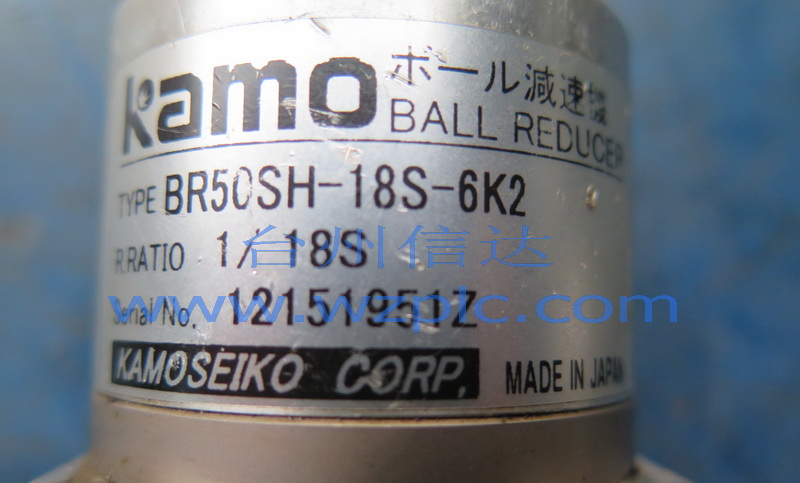 Kamo ボール減速機
BALL REDUCER
TYPE BR50SH-18S-6K2
R.RATIO 1/18S
台州信达
Serial No. 12151951Z
www.wzplc.com
KAMOSEIKO CORP. MADE IN JAPAN